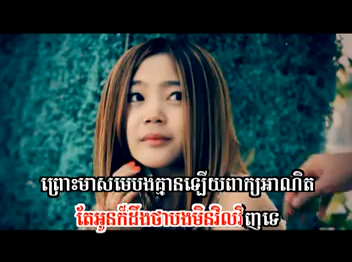 ព្រោះមាសមេបងគ្មានឡើយពាក្យអាណិត
តែអូនក៏ដឹងថាបងមិនវិលវិញទេ